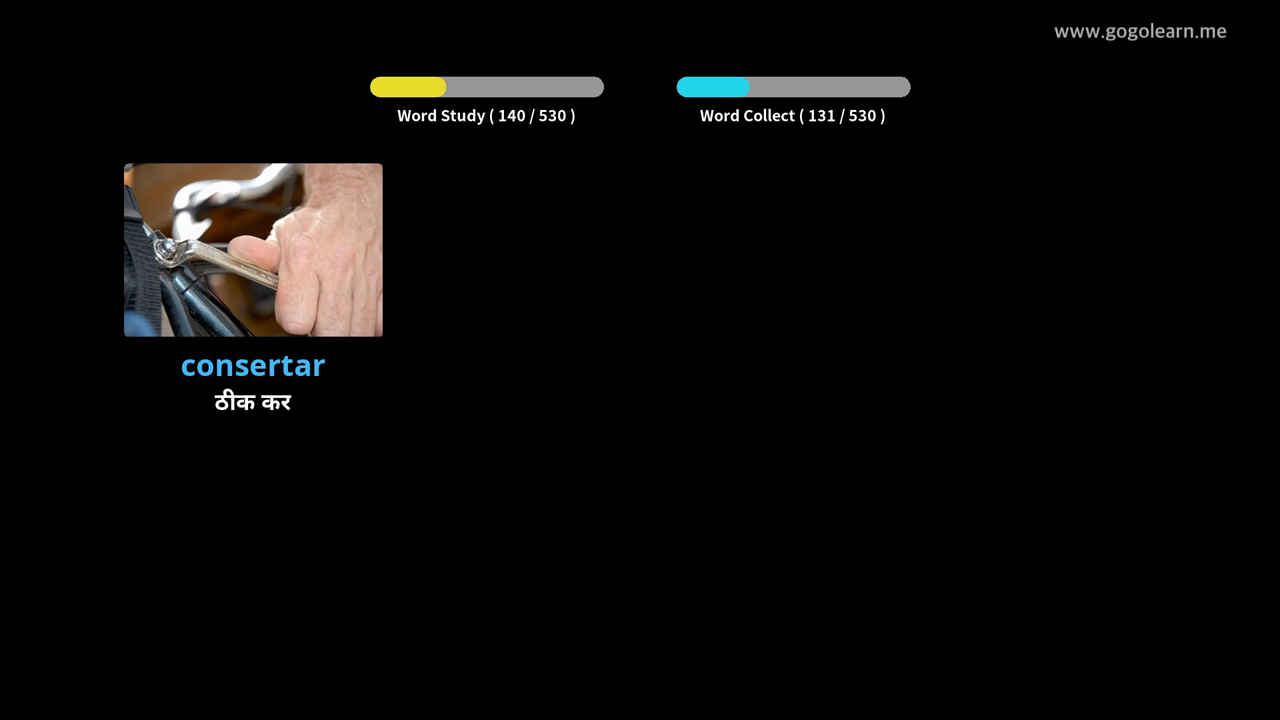 www.gogolearn.me
Word Study ( 140 / 530 )
Word Collect ( 131 / 530 )
consertar
ठीक कर